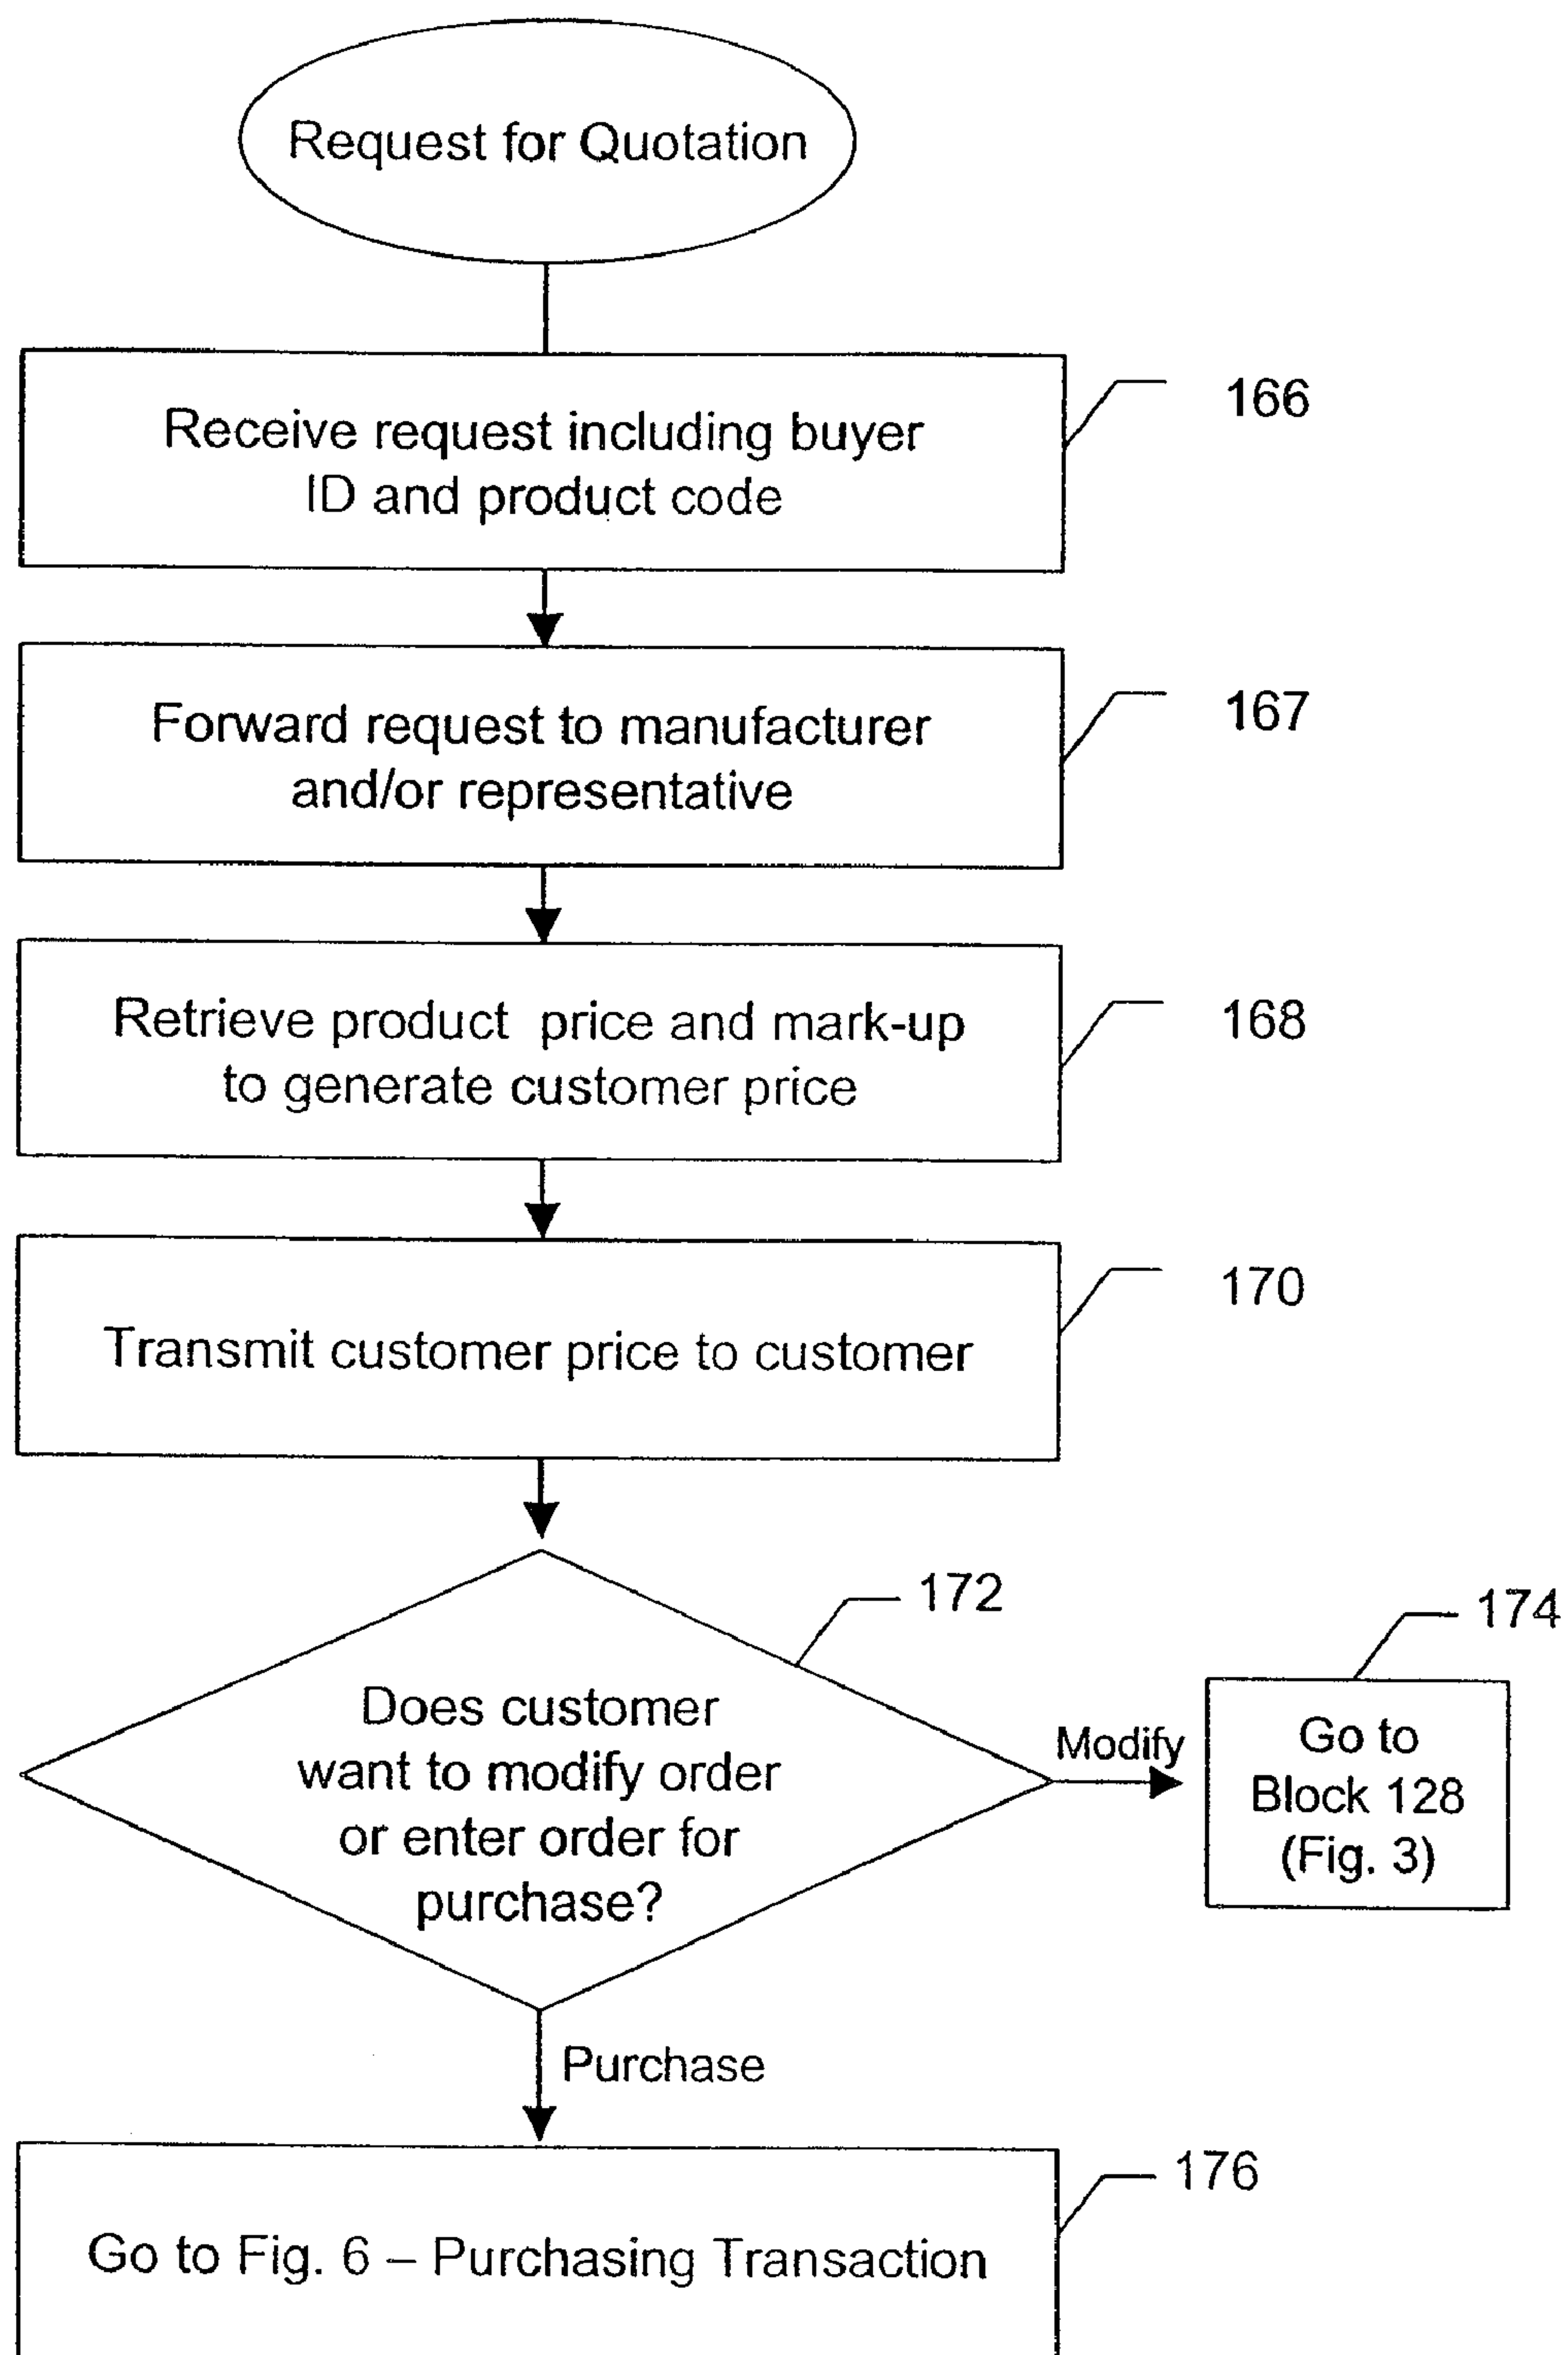 Request for Quotation
Receive request including buyer
ID and product code
166
Forward request to manufacturer
and/or representative
167
Retrieve product price and mark-up
to generate customer price
168
Transmit customer price to customer
170
Does customer
want to modify order
or enter order for
purchase?
172
Modify
Go to
Block 128
(Fig. 3)
174
Purchase
Go to Fig. 6 – Purchasing Transaction
176